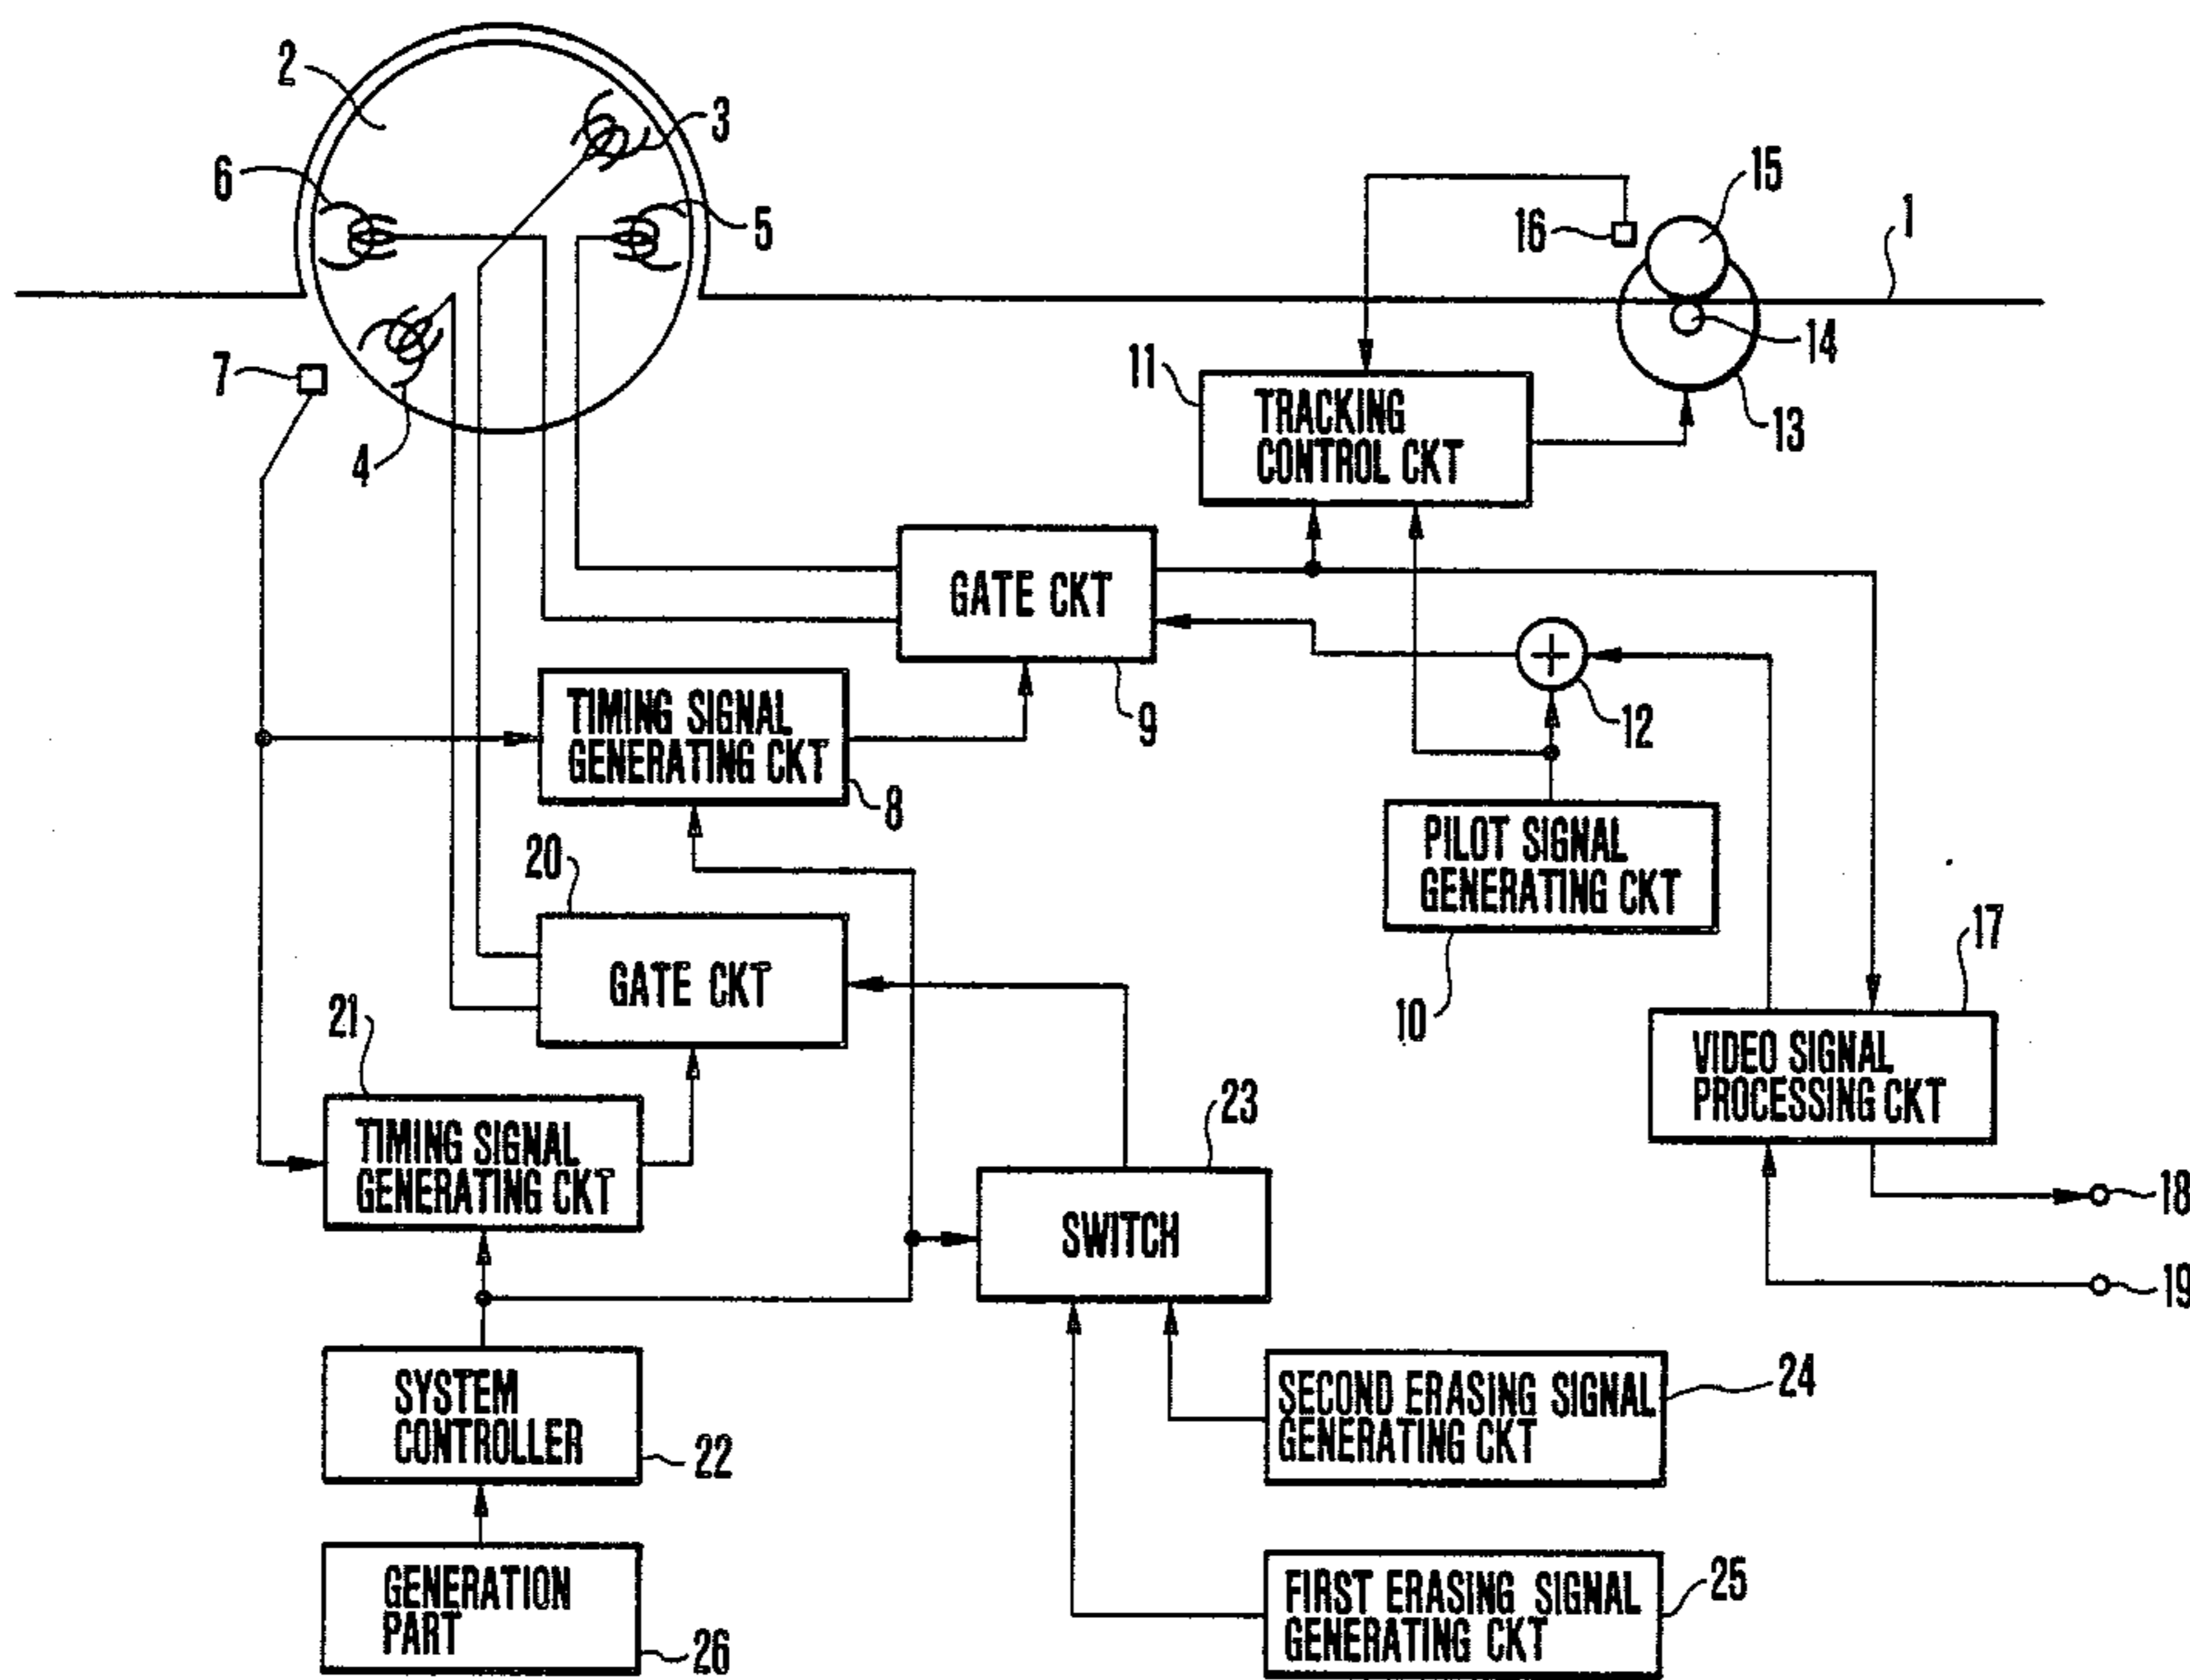 2
3
6
5
15
16
1
7
4
11
14
13
TRACKING
CONTROL CKT
GATE CKT
9
12
TIMING SIGNAL
GENERATING CKT
8
PILOT SIGNAL
GENERATING CKT
10
20
GATE CKT
17
21
VIDEO SIGNAL
PROCESSING CKT
TIMING SIGNAL
GENERATING CKT
23
SWITCH
18
19
SYSTEM
CONTROLLER
22
SECOND ERASING SIGNAL
GENERATING CKT
24
GENERATION
PART
26
FIRST ERASING SIGNAL
GENERATING CKT
25